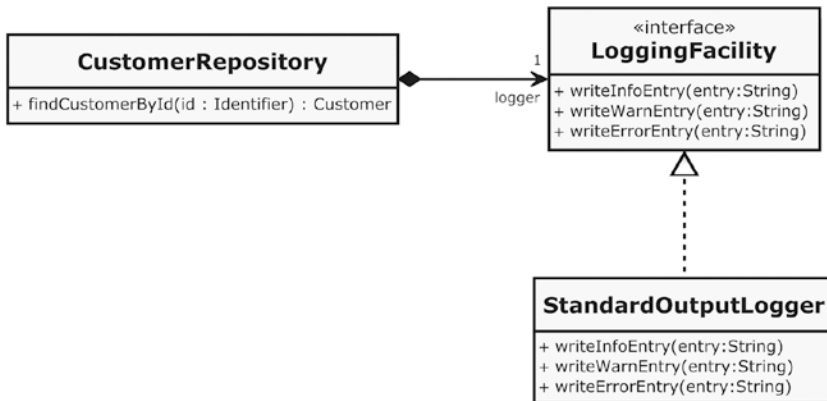 CustomerRepository
+ findCustomerById(id : Identifier) : Customer
1
logger
«interface»
LoggingFacility
+ writeInfoEntry(entry:String)
+ writeWarnEntry(entry:String)
+ writeErrorEntry(entry:String)
StandardOutputLogger
+ writeInfoEntry(entry:String)
+ writeWarnEntry(entry:String)
+ writeErrorEntry(entry:String)